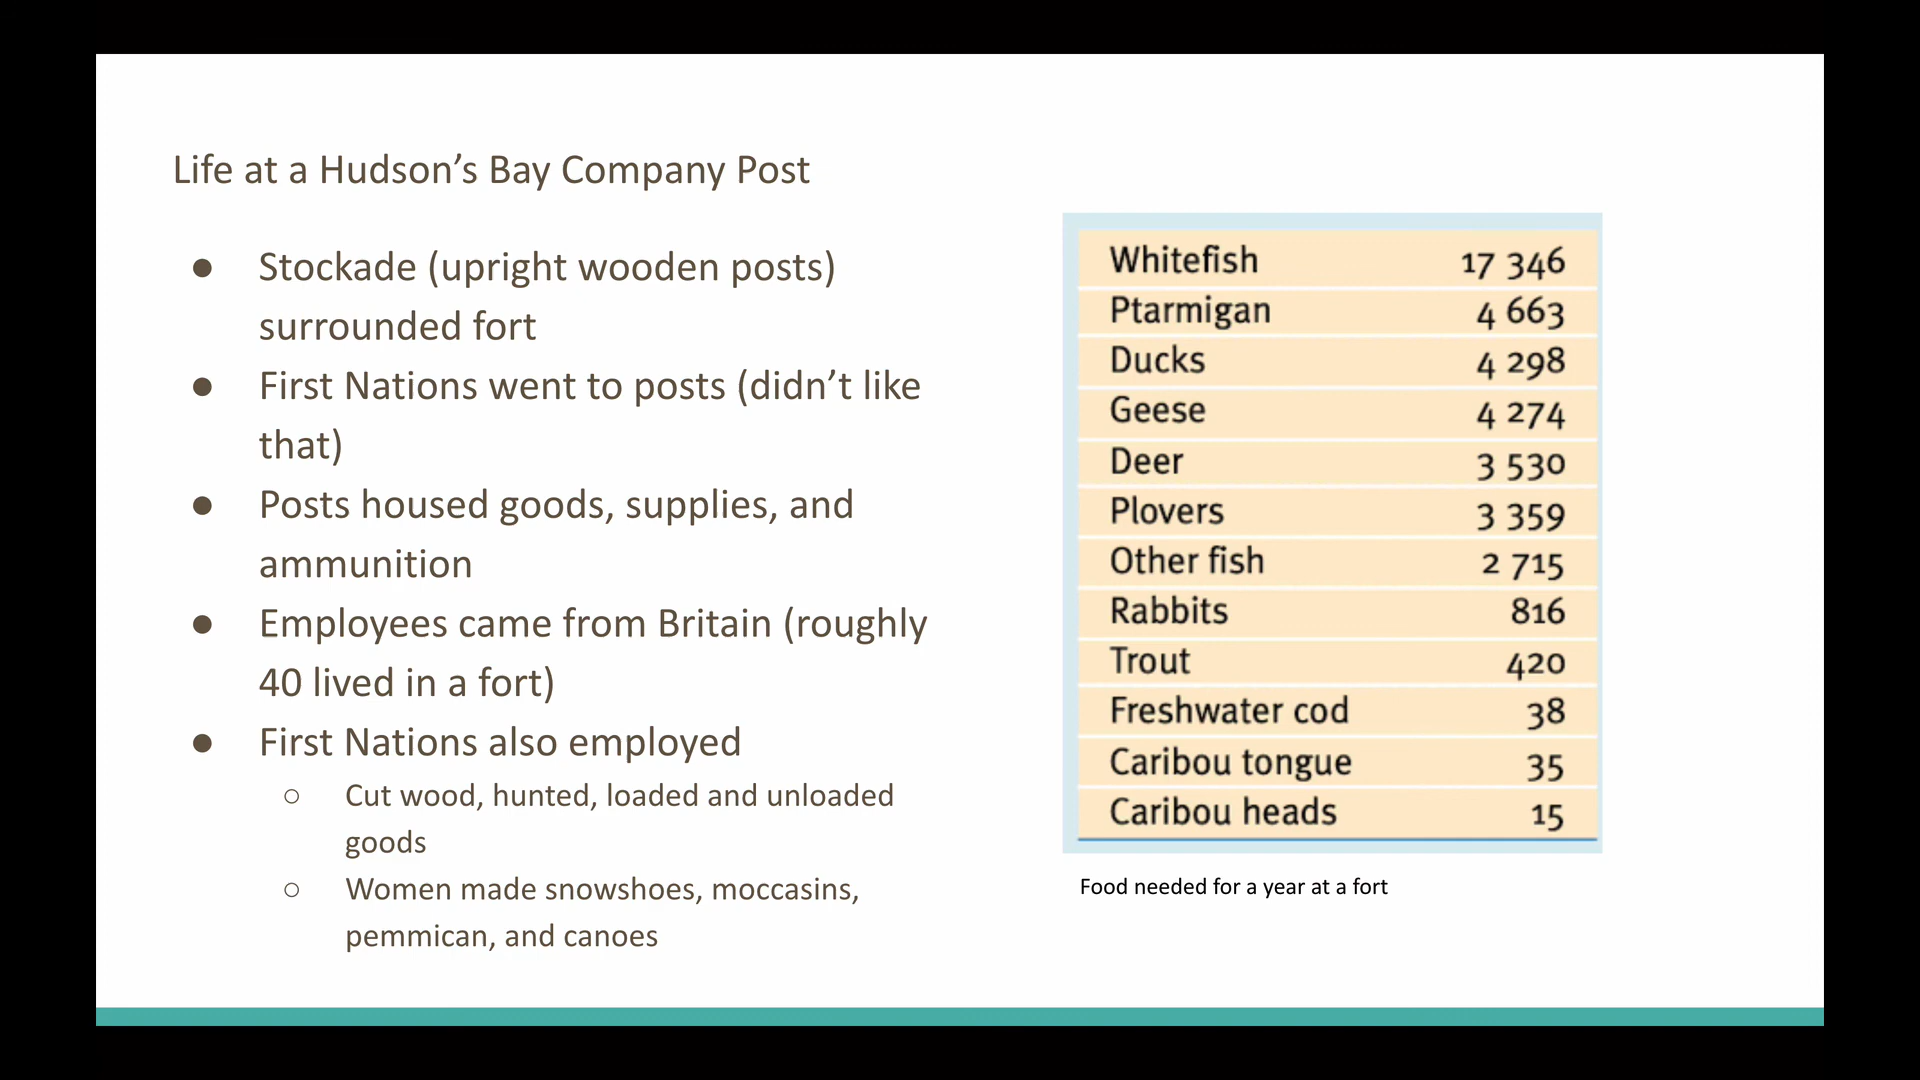 Life at a Hudson’s Bay Company Post
● Stockade (upright wooden posts)
surrounded fort
● First Nations went to posts (didn’t like
that)
● Posts housed goods, supplies, and
ammunition
● Employees came from Britain (roughly
40 lived in a fort)
● First Nations also employed
○ Cut wood, hunted, loaded and unloaded
goods
○ Women made snowshoes, moccasins,
pemmican, and canoes
Whitefish 17 346
Ptarmigan 4 663
Ducks 4 298
Geese 4 274
Deer 3 530
Plovers 3 359
Other fish 2 715
Rabbits 816
Trout 420
Freshwater cod 38
Caribou tongue 35
Caribou heads 15
Food needed for a year at a fort